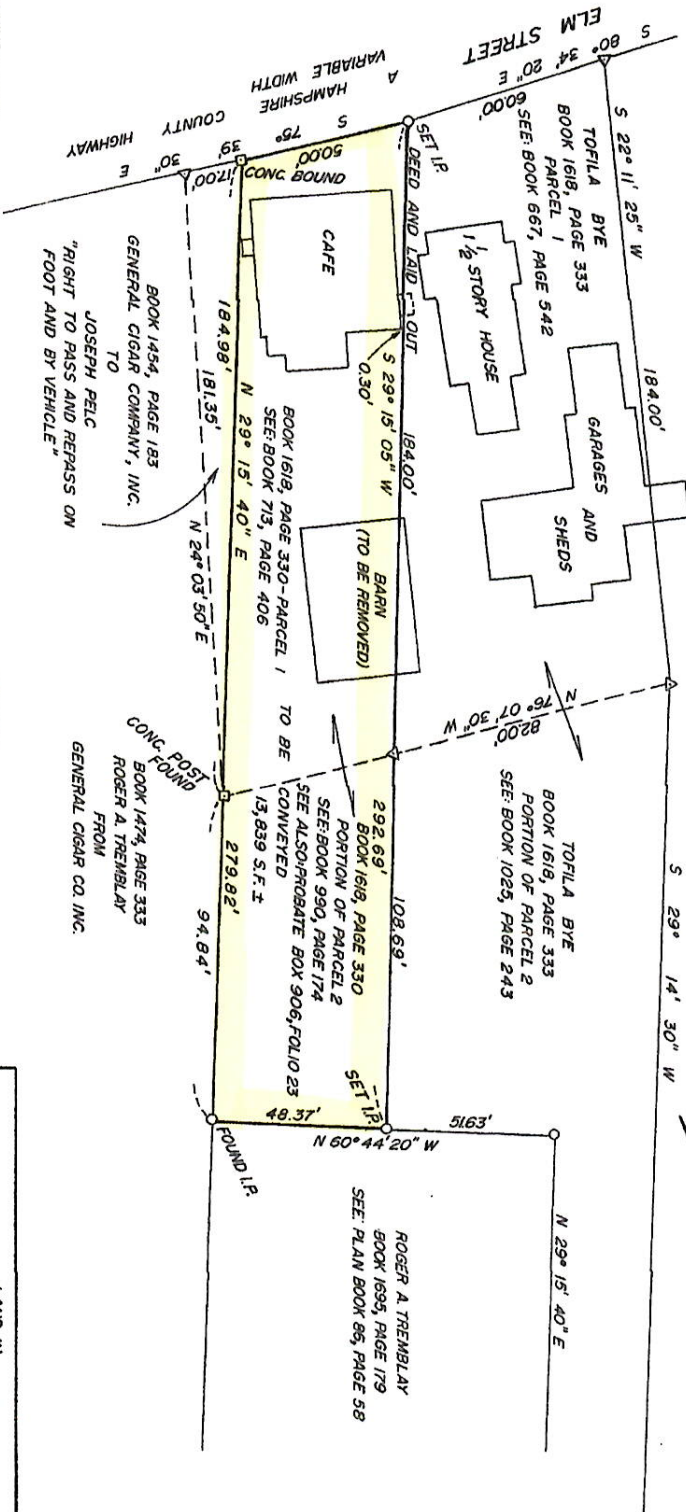 ELM STREET
A VARIABLE WIDTH
HAMPSHIRE COUNTY HIGHWAY
S 80° 34' 20" E
60.00'
S 75° 39' 30" E
50.00'
17.00'
SET I.P.
CONC. BOUND
TOFILA BYE
BOOK 1618, PAGE 333
PARCEL 1
SEE: BOOK 667, PAGE 542
S 22° 11' 25" W
184.00'
1 1/2 STORY HOUSE
GARAGES AND
SHEDS
DEED AND LAID OUT
S 29° 15' 05" W
184.00'
0.30'
CAFE
BARN
(TO BE REMOVED)
BOOK 1618, PAGE 330-PARCEL 1
SEE: BOOK 713, PAGE 406
TO BE
CONVEYED
13,839 S.F. ±
184.98'
N 29° 15' 40" E
181.35'
N 24° 03' 50" E
BOOK 1454, PAGE 183
GENERAL CIGAR COMPANY, INC.
TO
JOSEPH PELC
"RIGHT TO PASS AND REPASS ON
FOOT AND BY VEHICLE"
N 76° 07' 30" W
82.00'
TOFILA BYE
BOOK 1618, PAGE 333
PORTION OF PARCEL 2
SEE: BOOK 1025, PAGE 243
S 29° 14' 30" W
292.69'
108.69'
BOOK 1618, PAGE 330
PORTION OF PARCEL 2
SEE: BOOK 990, PAGE 174
SEE ALSO: PROBATE BOX 906, FOLIO 23
CONC. POST
FOUND
279.82'
94.84'
BOOK 1474, PAGE 333
ROGER A. TREMBLAY
FROM
GENERAL CIGAR CO. INC.
SET I.P.
48.37'
51.63'
N 60° 44' 20" W
FOUND I.P.
N 29° 15' 40" E
ROGER A. TREMBLAY
BOOK 1695, PAGE 179
SEE: PLAN BOOK 86, PAGE 58